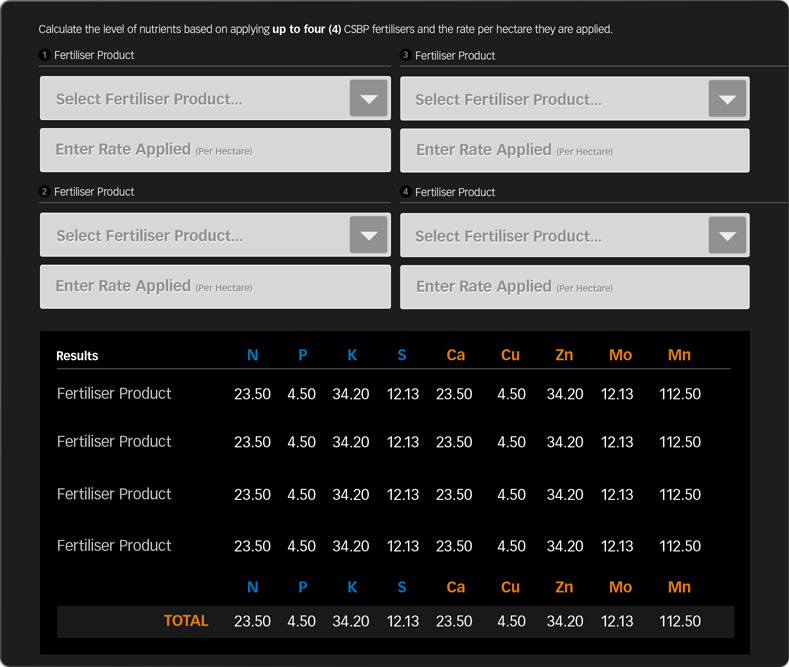 Calculate the level of nutrients based on applying up to four (4) CSBP fertilisers and the rate per hectare they are applied.
1 Fertiliser Product
Select Fertiliser Product...
Enter Rate Applied (Per Hectare)
2 Fertiliser Product
Select Fertiliser Product...
Enter Rate Applied (Per Hectare)
3 Fertiliser Product
Select Fertiliser Product...
Enter Rate Applied (Per Hectare)
4 Fertiliser Product
Select Fertiliser Product...
Enter Rate Applied (Per Hectare)
Results N P K S Ca Cu Zn Mo Mn
Fertiliser Product 23.50 4.50 34.20 12.13 23.50 4.50 34.20 12.13 112.50
Fertiliser Product 23.50 4.50 34.20 12.13 23.50 4.50 34.20 12.13 112.50
Fertiliser Product 23.50 4.50 34.20 12.13 23.50 4.50 34.20 12.13 112.50
Fertiliser Product 23.50 4.50 34.20 12.13 23.50 4.50 34.20 12.13 112.50
N P K S Ca Cu Zn Mo Mn
TOTAL 23.50 4.50 34.20 12.13 23.50 4.50 34.20 12.13 112.50